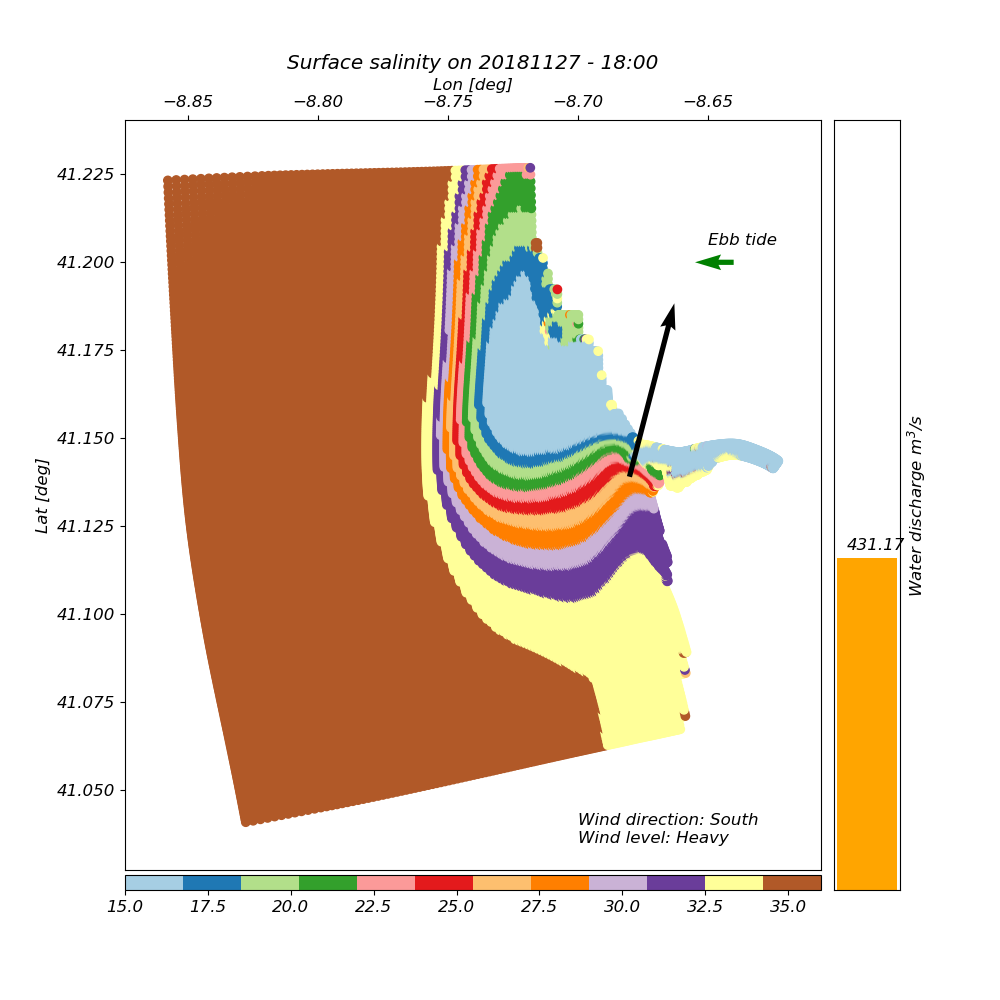 Surface salinity on 20181127 - 18:00
Lon [deg]
−8.85 −8.80 −8.75 −8.70 −8.65
41.225
41.200
41.175
41.150
41.125
41.100
41.075
41.050
Lat [deg]
Ebb tide
431.17
Water discharge m³/s
Wind direction: South
Wind level: Heavy
15.0 17.5 20.0 22.5 25.0 27.5 30.0 32.5 35.0